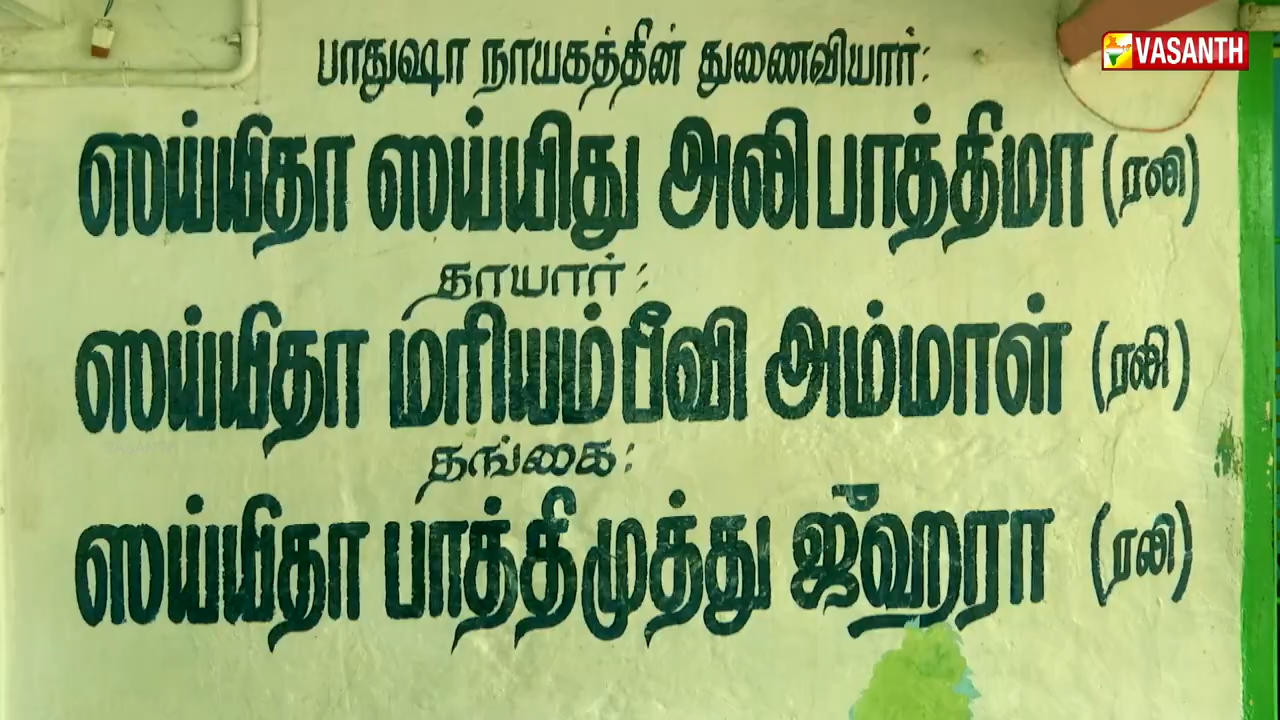 பாதுஷா நாயகத்தின் துணைவியார்:
VASANTH
ஸய்யிதா ஸய்யிது அலி பாத்திமா (ரலி)
தாயார்:
ஸய்யிதா மரியம்பீவி அம்மாள் (ரலி)
தங்கை:
ஸய்யிதா பாத்திமுத்து ஜீஹரா (ரலி)